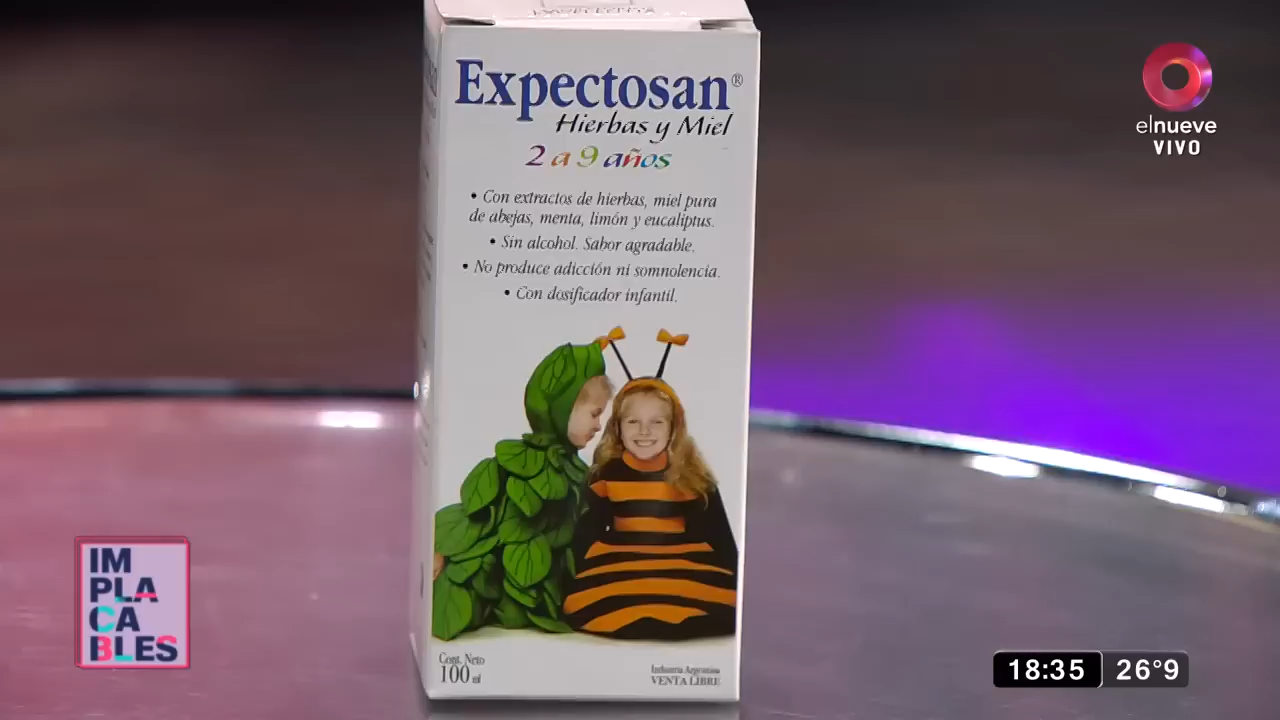 Expectosan®
Hierbas y Miel
2 a 9 años
• Con extractos de hierbas, miel pura
de abejas, menta, limón y eucaliptus.
• Sin alcohol. Sabor agradable.
• No produce adicción ni somnolencia.
• Con dosificador infantil.
Cont. Neto
100 ml
Industria Argentina
VENTA LIBRE
elnueve
VIVO
IM
PLA
CA
BLES
18:35 26°9